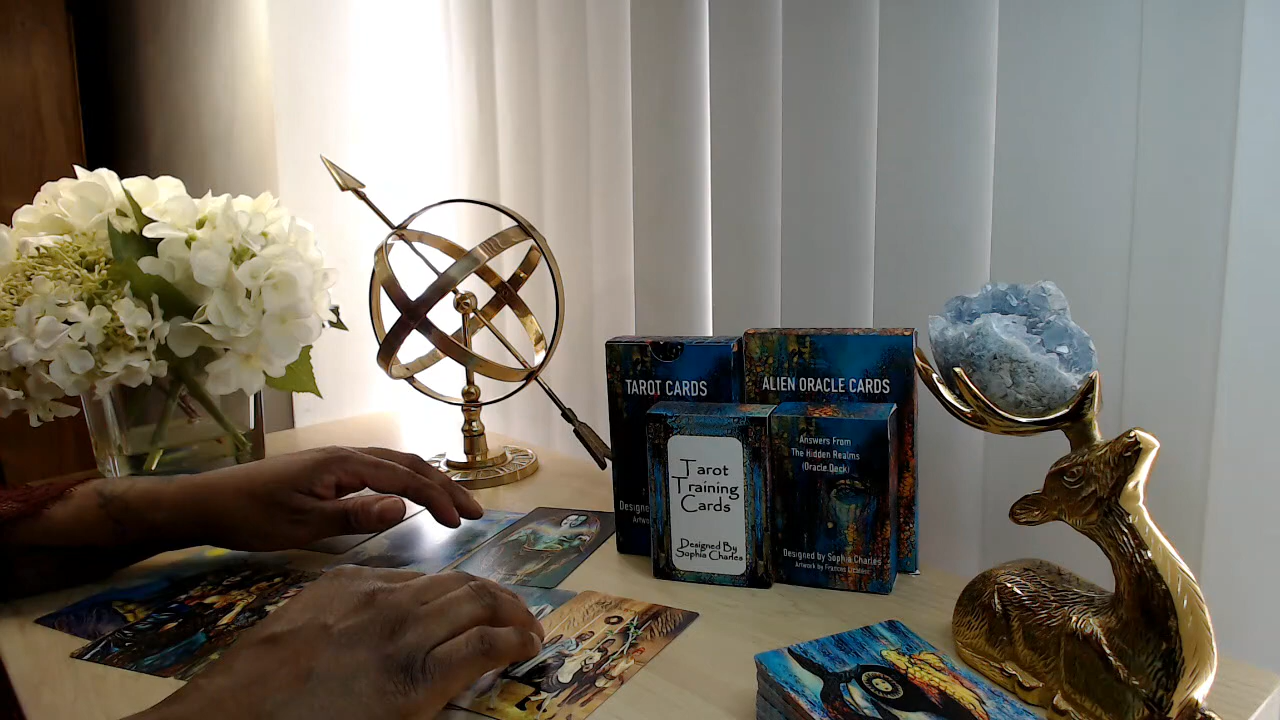 TAROT CARDS
ALIEN ORACLE CARDS
Tarot
Training
Cards
Designed By
Sophia Charles
Answers From
The Hidden Realms
(Oracle Deck)
Designed by Sophia Charles
Artwork by Frances